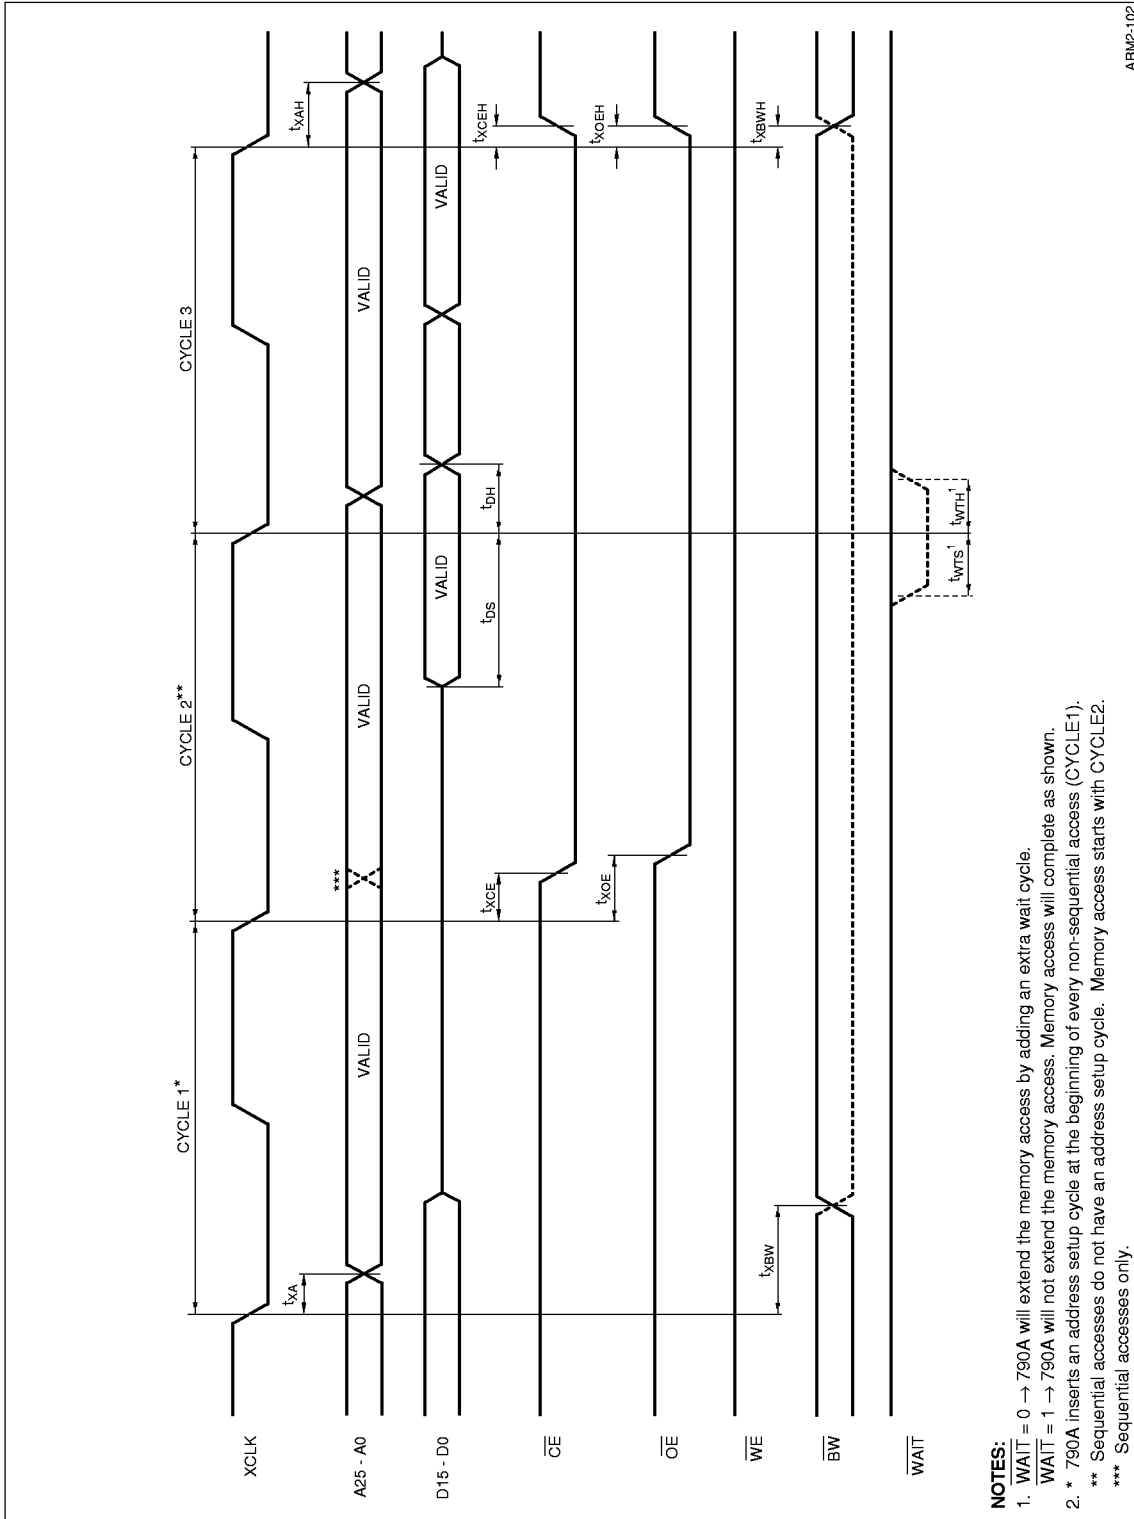 CYCLE 1* CYCLE 2** CYCLE 3
XCLK
tXA tXAH
A25 - A0 VALID *** VALID VALID
D15 - D0 VALID VALID
tDS tDH
tXCE tXCEH
CE
tXOE tXOEH
OE
WE
tXBW tXBWH
BW
WAIT
tWTS1 tWTH1
NOTES:
1. WAIT = 0 → 790A will extend the memory access by adding an extra wait cycle.
WAIT = 1 → 790A will not extend the memory access. Memory access will complete as shown.
2. * 790A inserts an address setup cycle at the beginning of every non-sequential access (CYCLE1).
** Sequential accesses do not have an address setup cycle. Memory access starts with CYCLE2.
*** Sequential accesses only.
ARM2-102